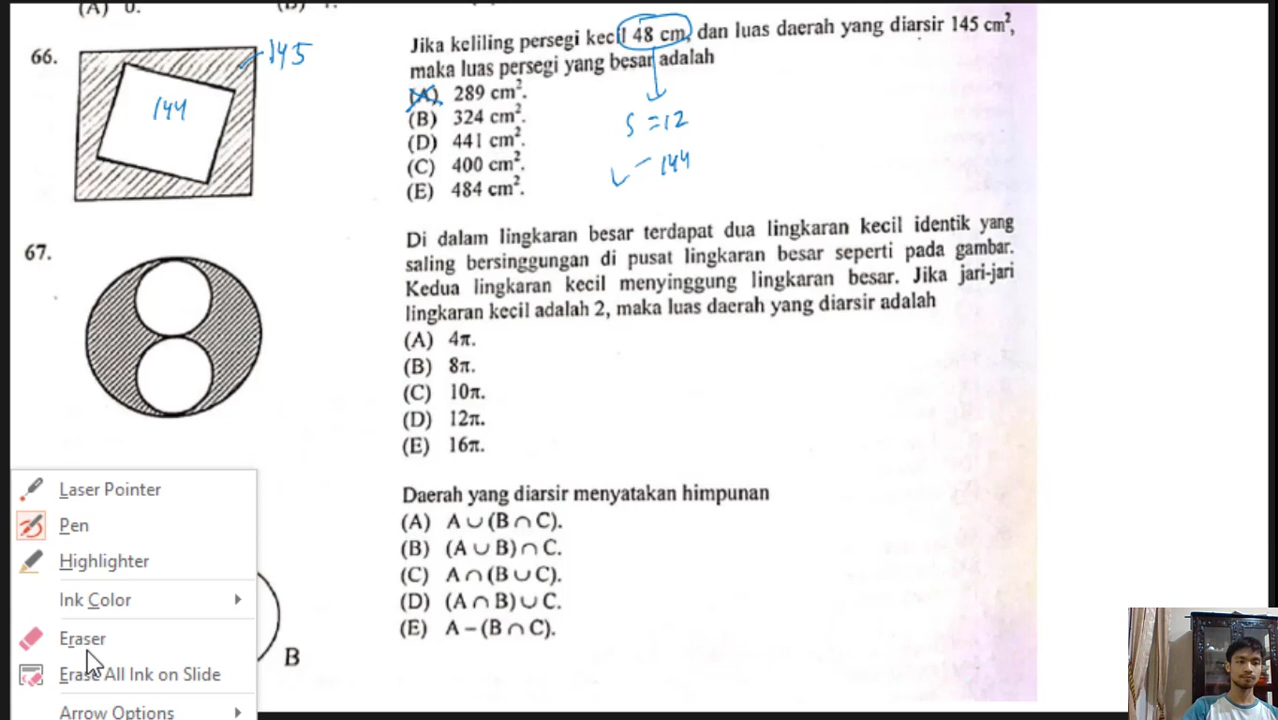 (A) 0.
66.
145
144
Jika keliling persegi kecil 48 cm, dan luas daerah yang diarsir 145 cm²,
maka luas persegi yang besar adalah
(A) 289 cm².
(B) 324 cm².
(D) 441 cm².
(C) 400 cm².
(E) 484 cm².
S = 12
L - 144
67.
Di dalam lingkaran besar terdapat dua lingkaran kecil identik yang
saling bersinggungan di pusat lingkaran besar seperti pada gambar.
Kedua lingkaran kecil menyinggung lingkaran besar. Jika jari-jari
lingkaran kecil adalah 2, maka luas daerah yang diarsir adalah
(A) 4π.
(B) 8π.
(C) 10π.
(D) 12π.
(E) 16π.
Daerah yang diarsir menyatakan himpunan
(A) A ∪ (B ∩ C).
(B) (A ∪ B) ∩ C.
(C) A ∩ (B ∪ C).
(D) (A ∩ B) ∪ C.
(E) A – (B ∩ C).
B
Laser Pointer
Pen
Highlighter
Ink Color
Eraser
Erase All Ink on Slide
Arrow Options